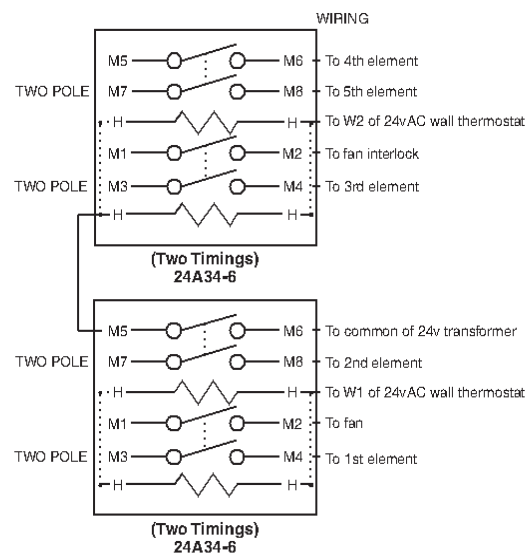 WIRING
M5 M6 To 4th element
TWO POLE M7 M8 To 5th element
H H To W2 of 24vAC wall thermostat
M1 M2 To fan interlock
TWO POLE M3 M4 To 3rd element
H H
(Two Timings)
24A34-6
M5 M6 To common of 24v transformer
TWO POLE M7 M8 To 2nd element
H H To W1 of 24vAC wall thermostat
M1 M2 To fan
TWO POLE M3 M4 To 1st element
H H
(Two Timings)
24A34-6